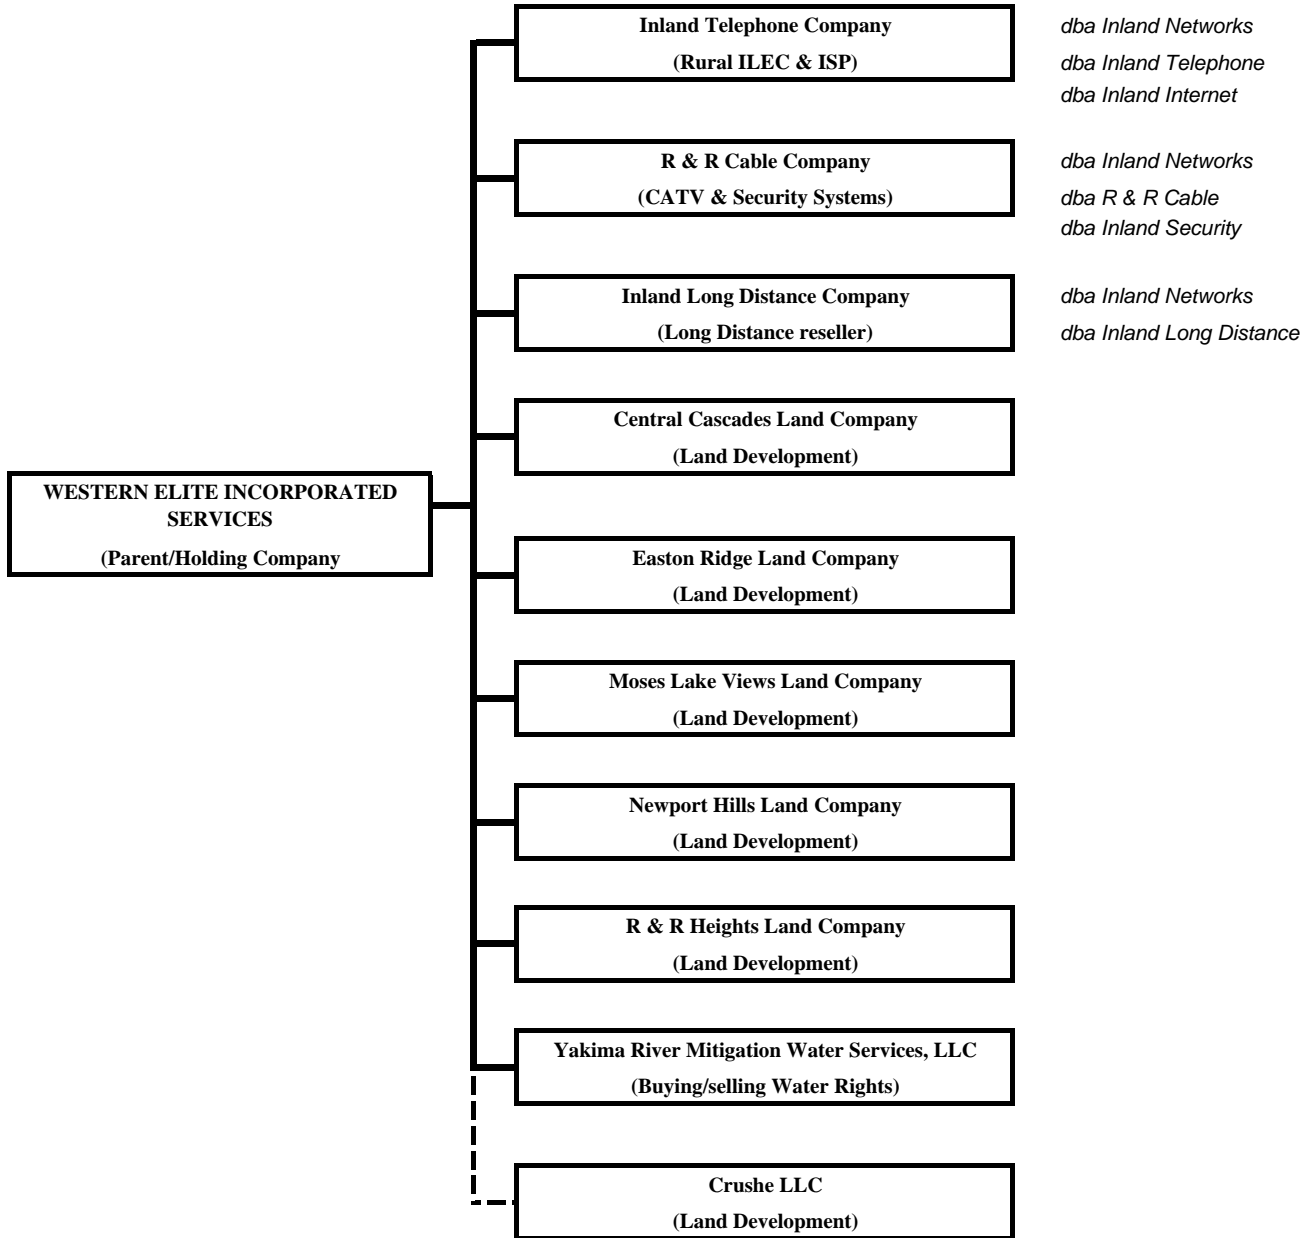 Inland Telephone Company
(Rural ILEC & ISP)
dba Inland Networks
dba Inland Telephone
dba Inland Internet
R & R Cable Company
(CATV & Security Systems)
dba Inland Networks
dba R & R Cable
dba Inland Security
Inland Long Distance Company
(Long Distance reseller)
dba Inland Networks
dba Inland Long Distance
Central Cascades Land Company
(Land Development)
WESTERN ELITE INCORPORATED
SERVICES
(Parent/Holding Company
Easton Ridge Land Company
(Land Development)
Moses Lake Views Land Company
(Land Development)
Newport Hills Land Company
(Land Development)
R & R Heights Land Company
(Land Development)
Yakima River Mitigation Water Services, LLC
(Buying/selling Water Rights)
Crushe LLC
(Land Development)